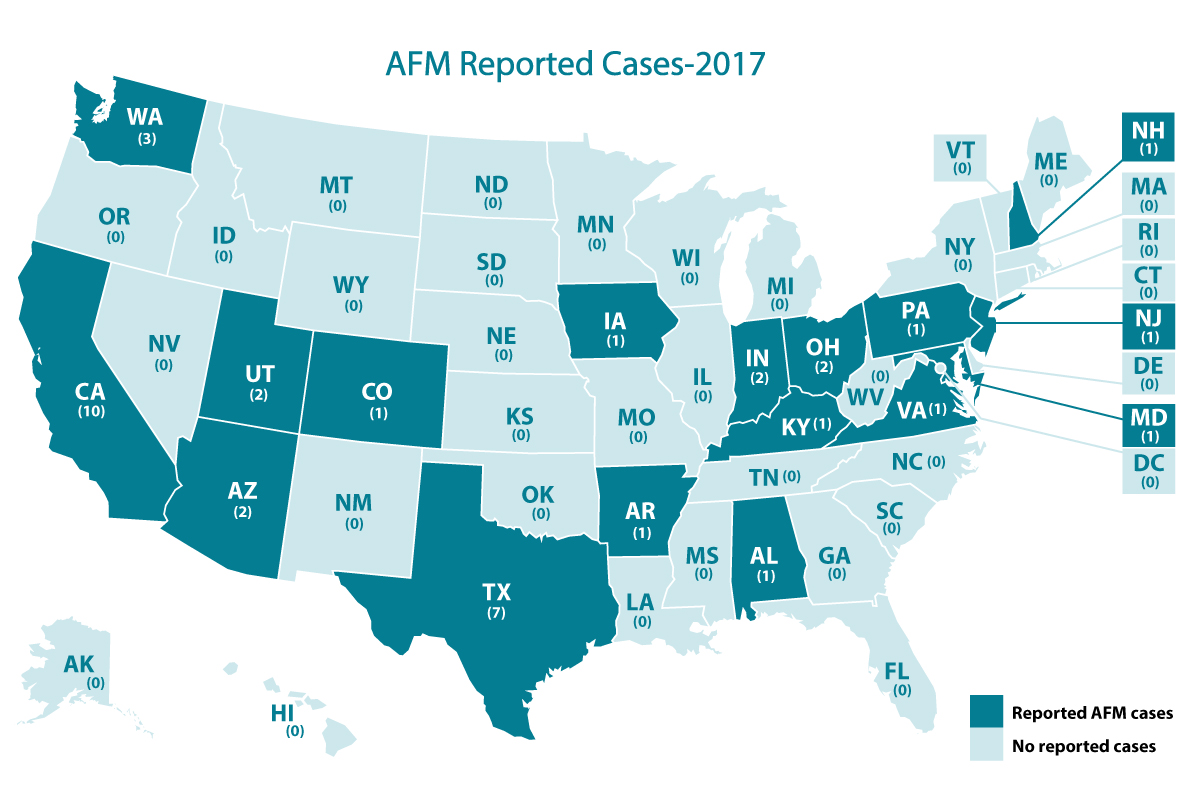 AFM Reported Cases-2017
WA
(3)
MT
(0)
ND
(0)
MN
(0)
VT
(0)
ME
(0)
NH
(1)
MA
(0)
OR
(0)
ID
(0)
WY
(0)
SD
(0)
WI
(0)
MI
(0)
NY
(0)
RI
(0)
CT
(0)
NJ
(1)
NV
(0)
UT
(2)
CO
(1)
NE
(0)
IA
(1)
IL
(0)
IN
(2)
OH
(2)
PA
(1)
DE
(0)
CA
(10)
KS
(0)
MO
(0)
KY (1)
(0)
WV
VA (1)
MD
(1)
DC
(0)
AZ
(2)
NM
(0)
OK
(0)
AR
(1)
TN (0)
NC (0)
SC
(0)
TX
(7)
LA
(0)
MS
(0)
AL
(1)
GA
(0)
FL
(0)
AK
(0)
HI
(0)
Reported AFM cases
No reported cases